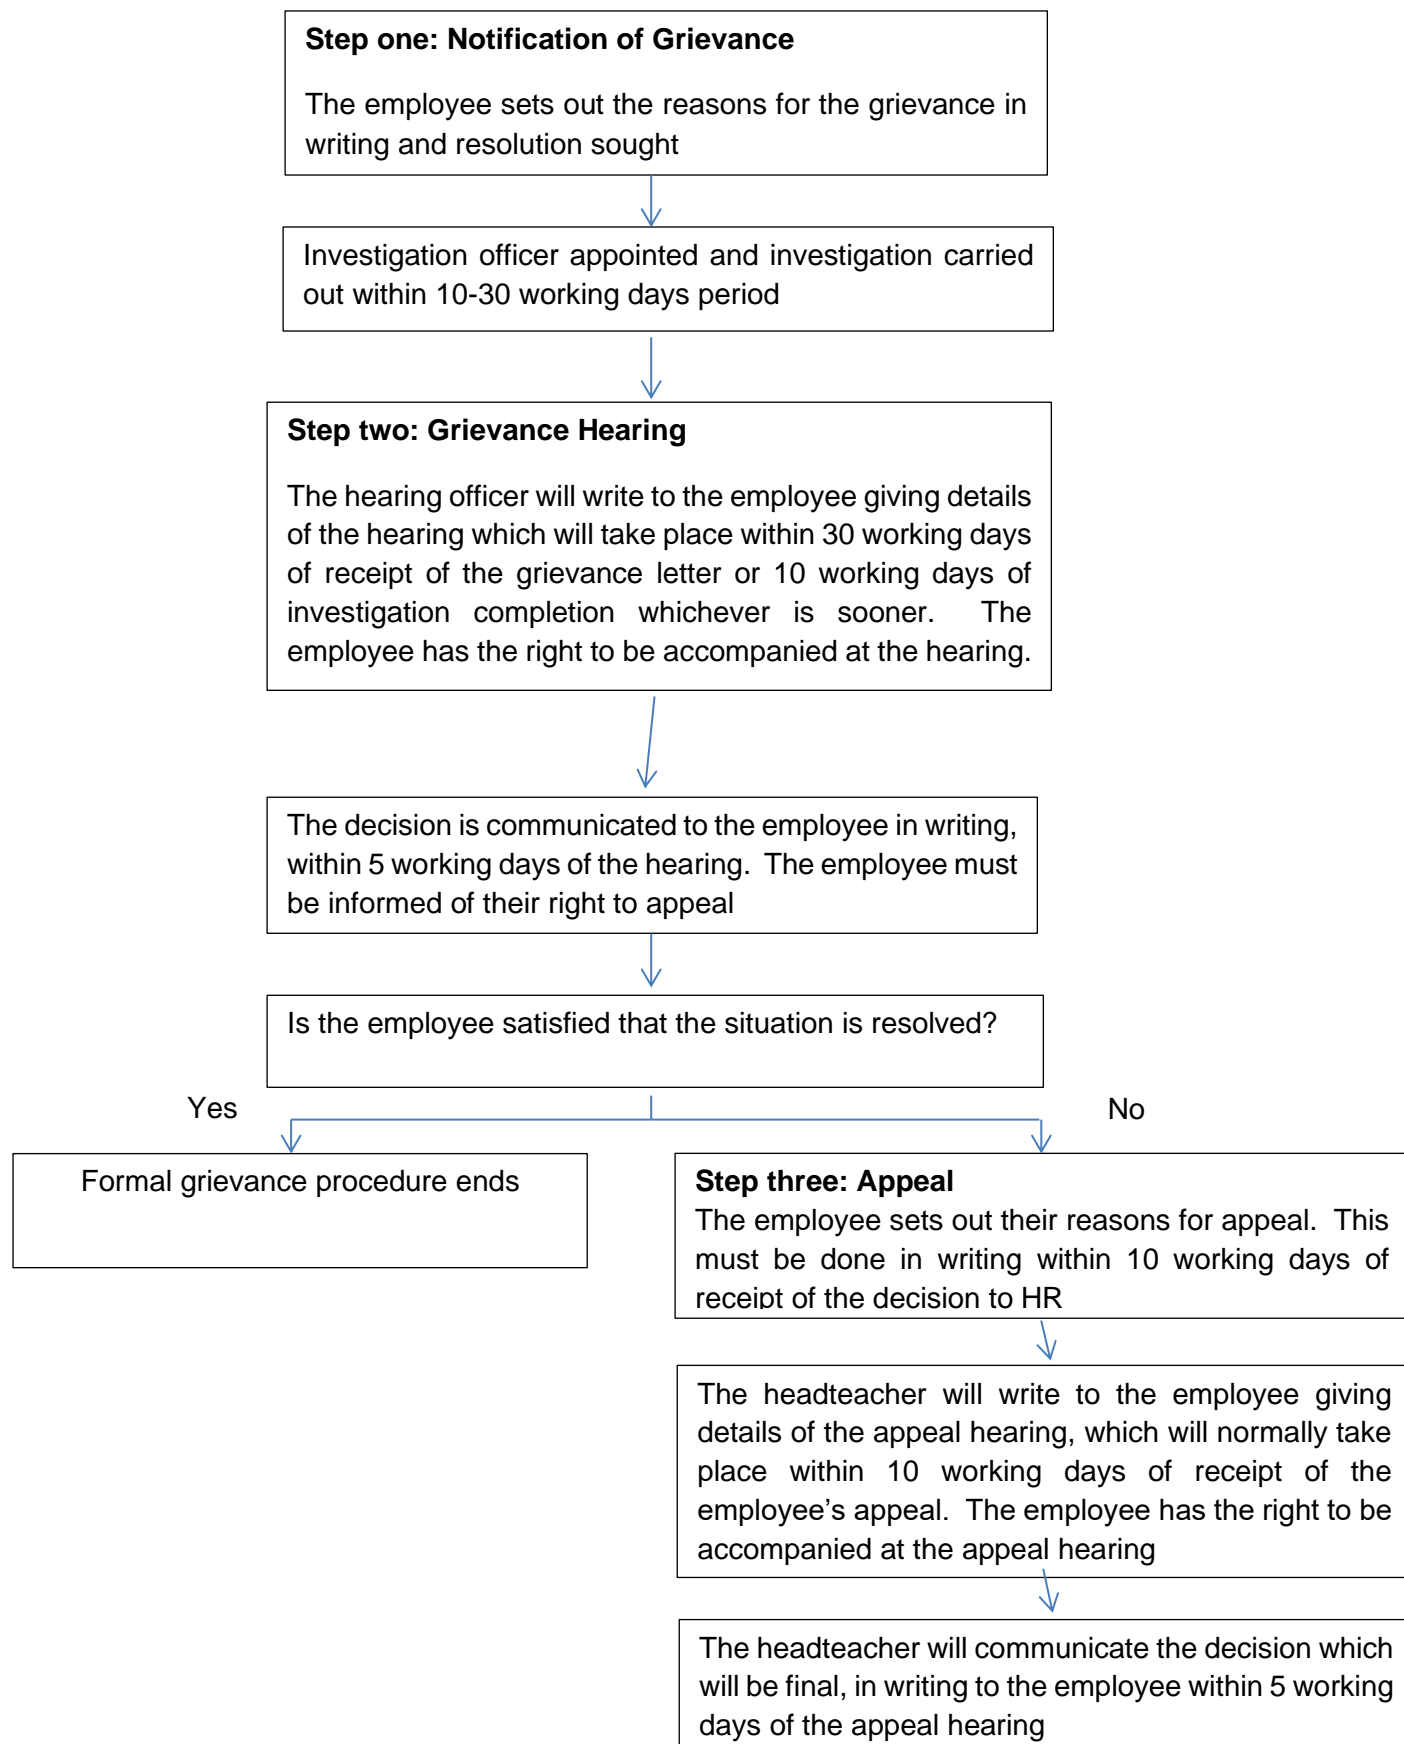 Step one: Notification of Grievance
The employee sets out the reasons for the grievance in
writing and resolution sought
Investigation officer appointed and investigation carried
out within 10-30 working days period
Step two: Grievance Hearing
The hearing officer will write to the employee giving details
of the hearing which will take place within 30 working days
of receipt of the grievance letter or 10 working days of
investigation completion whichever is sooner. The
employee has the right to be accompanied at the hearing.
The decision is communicated to the employee in writing,
within 5 working days of the hearing. The employee must
be informed of their right to appeal
Is the employee satisfied that the situation is resolved?
Yes
No
Formal grievance procedure ends
Step three: Appeal
The employee sets out their reasons for appeal. This
must be done in writing within 10 working days of
receipt of the decision to HR
The headteacher will write to the employee giving
details of the appeal hearing, which will normally take
place within 10 working days of receipt of the
employee’s appeal. The employee has the right to be
accompanied at the appeal hearing
The headteacher will communicate the decision which
will be final, in writing to the employee within 5 working
days of the appeal hearing